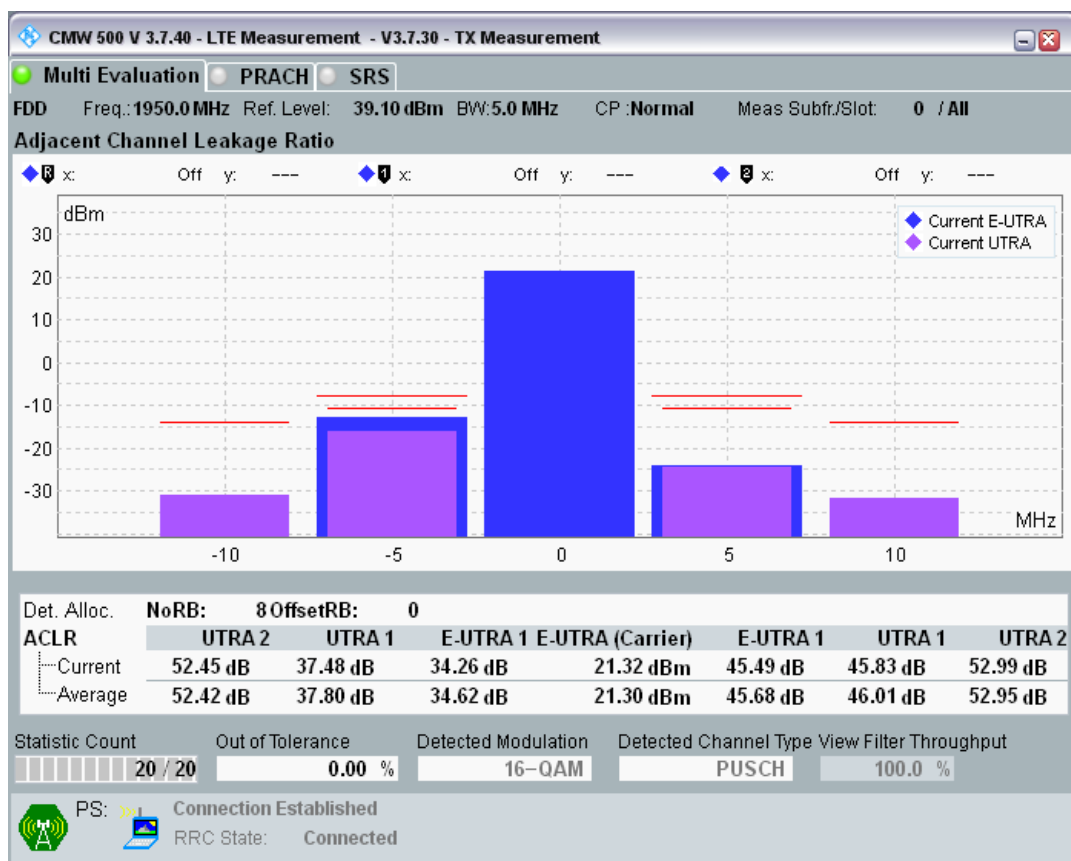 CMW 500 V 3.7.40 - LTE Measurement - V3.7.30 - TX Measurement
Multi Evaluation PRACH SRS
FDD Freq.: 1950.0 MHz Ref. Level: 39.10 dBm BW: 5.0 MHz CP : Normal Meas Subfr./Slot: 0 / All
Adjacent Channel Leakage Ratio
R x: Off y: --- 1 x: Off y: --- 2 x: Off y: ---
dBm
Current E-UTRA
Current UTRA
30
20
10
0
-10
-20
-30
MHz
-10 -5 0 5 10
Det. Alloc. NoRB: 8 OffsetRB: 0
ACLR UTRA 2 UTRA 1 E-UTRA 1 E-UTRA (Carrier) E-UTRA 1 UTRA 1 UTRA 2
Current 52.45 dB 37.48 dB 34.26 dB 21.32 dBm 45.49 dB 45.83 dB 52.99 dB
Average 52.42 dB 37.80 dB 34.62 dB 21.30 dBm 45.68 dB 46.01 dB 52.95 dB
Statistic Count Out of Tolerance Detected Modulation Detected Channel Type View Filter Throughput
20 / 20 0.00 % 16-QAM PUSCH 100.0 %
PS: Connection Established
RRC State: Connected